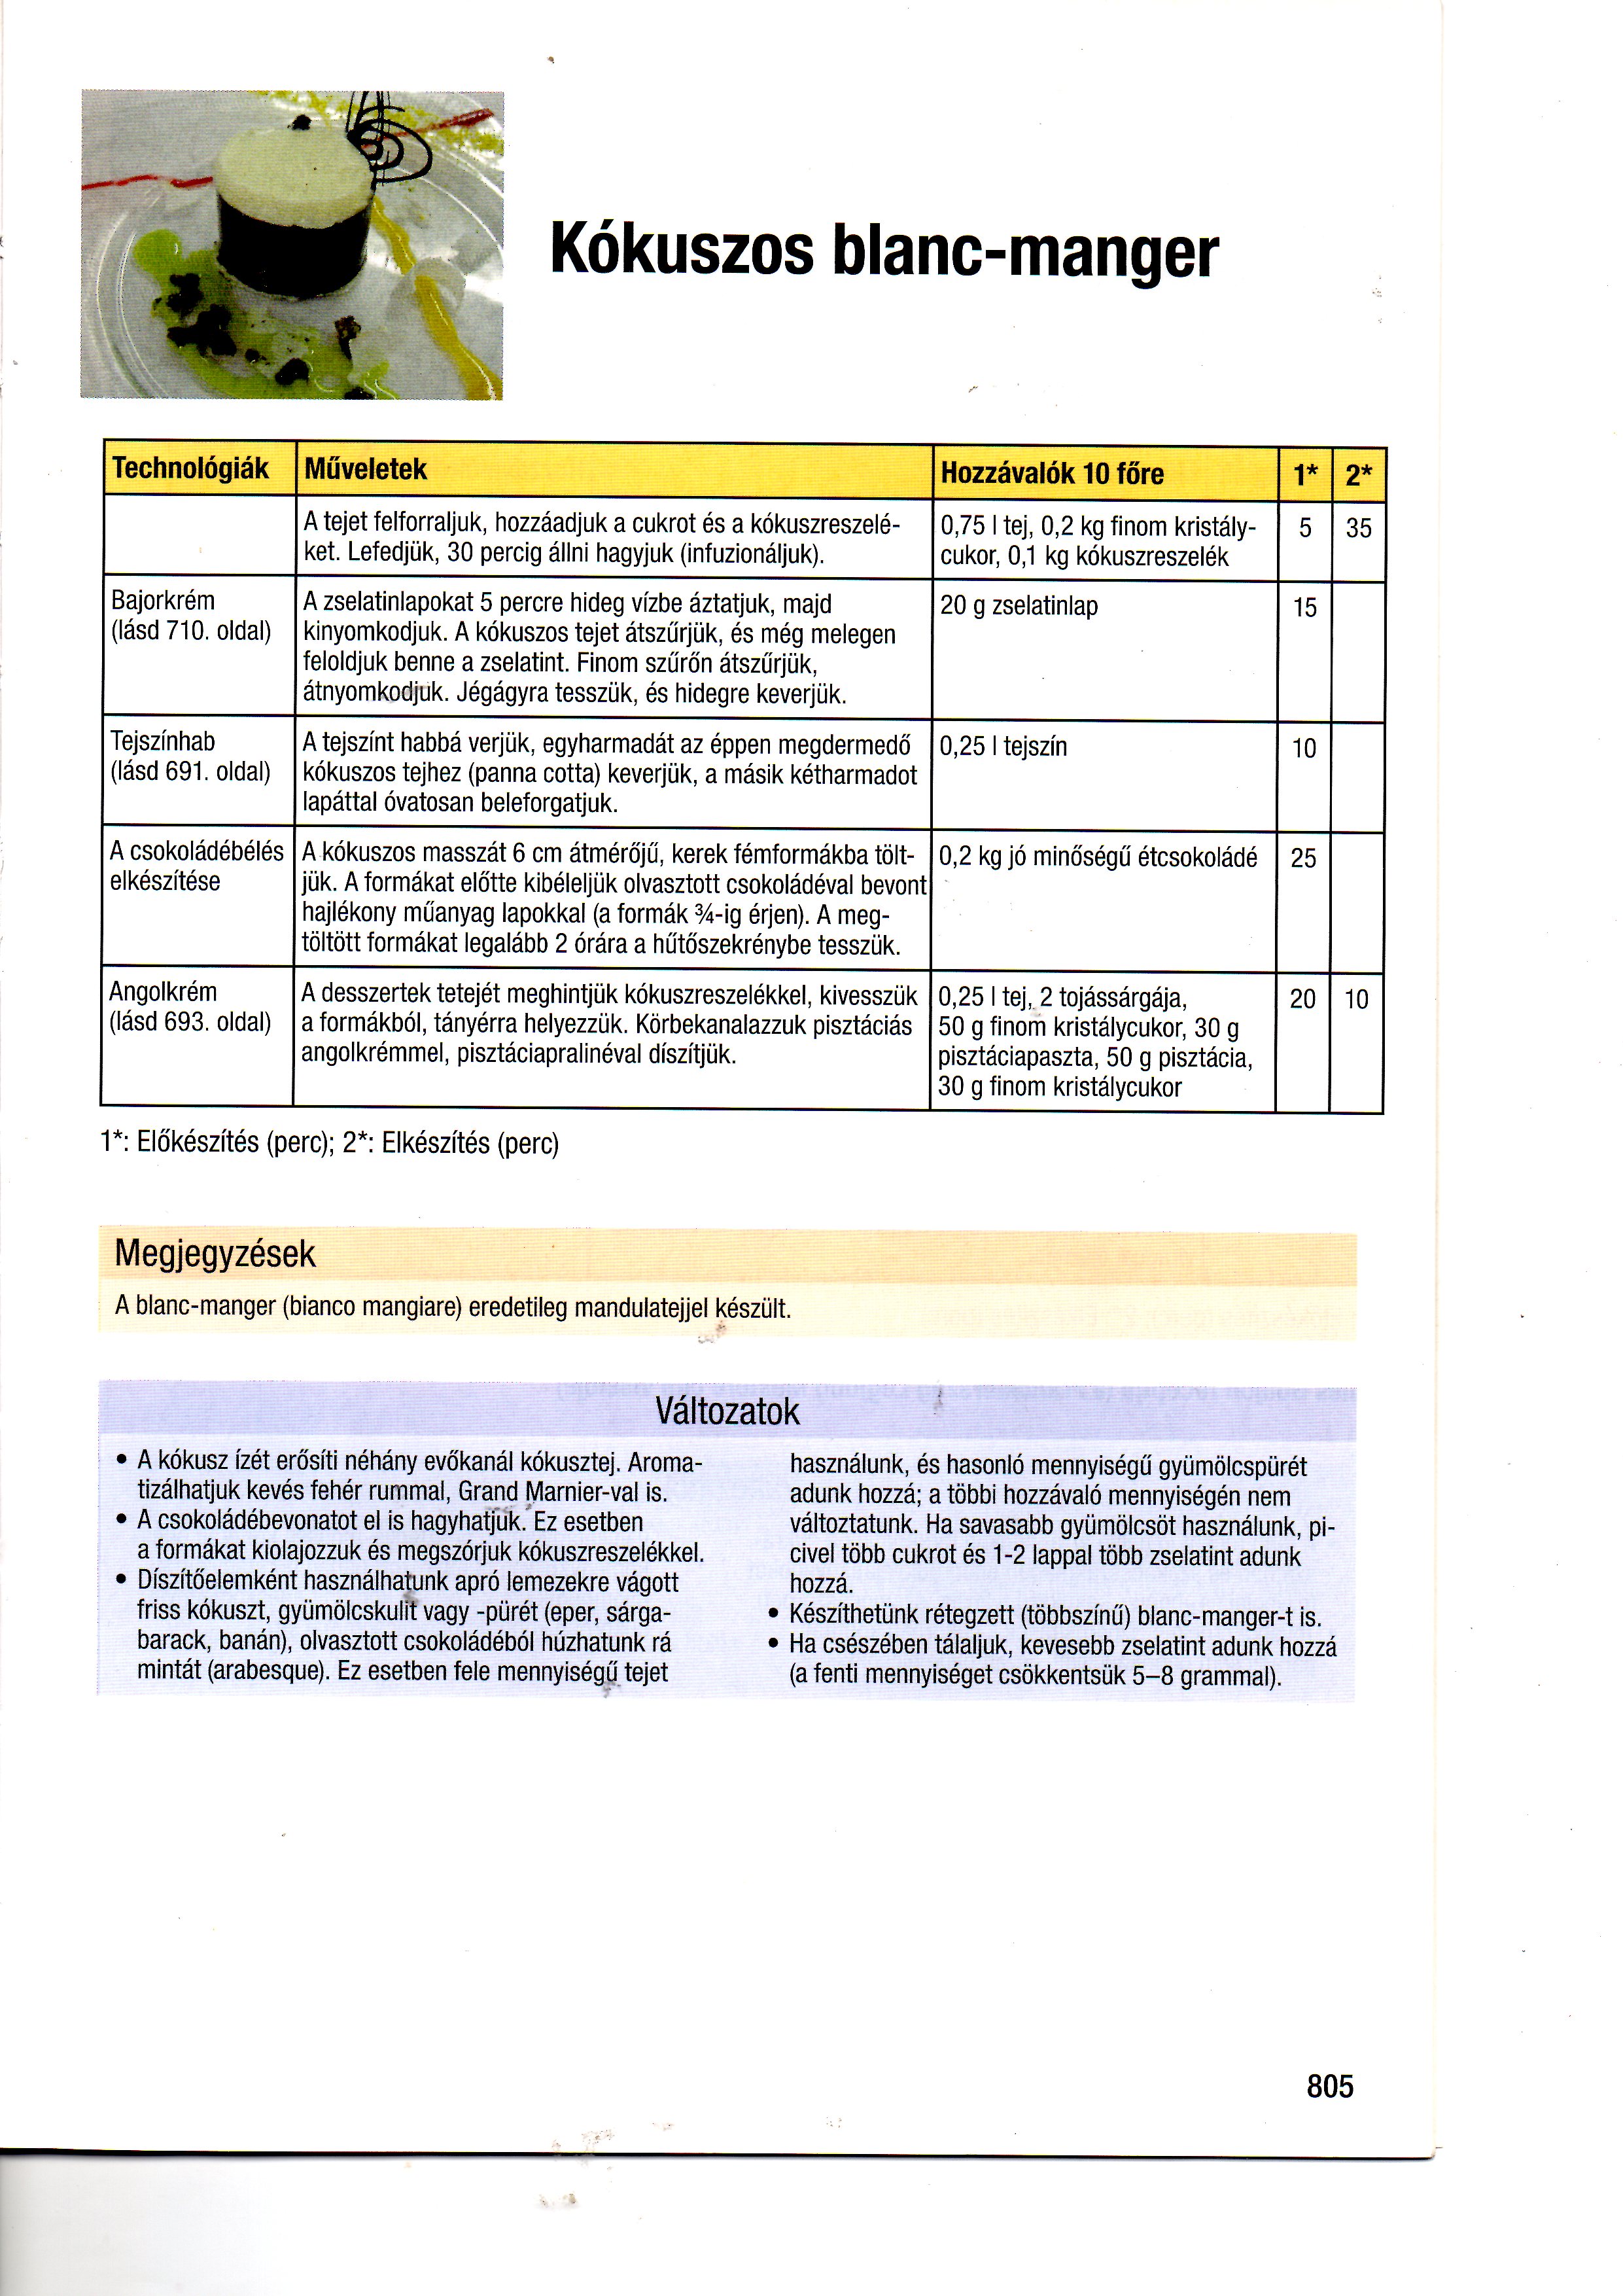 Kókuszos blanc-manger
Technológiák Műveletek Hozzávalók 10 főre 1* 2*
A tejet felforraljuk, hozzáadjuk a cukrot és a kókuszreszelé-
ket. Lefedjük, 30 percig állni hagyjuk (infuzionáljuk).
0,75 l tej, 0,2 kg finom kristály-
cukor, 0,1 kg kókuszreszelék
5 35
Bajorkrém
(lásd 710. oldal)
A zselatinlapokat 5 percre hideg vízbe áztatjuk, majd
kinyomkodjuk. A kókuszos tejet átszűrjük, és még melegen
feloldjuk benne a zselatint. Finom szűrőn átszűrjük,
átnyomkodjuk. Jégágyra tesszük, és hidegre keverjük.
20 g zselatinlap
15
Tejszínhab
(lásd 691. oldal)
A tejszínt habbá verjük, egyharmadát az éppen megdermedő
kókuszos tejhez (panna cotta) keverjük, a másik kétharmadot
lapáttal óvatosan beleforgatjuk.
0,25 l tejszín
10
A csokoládébélés
elkészítése
A kókuszos masszát 6 cm átmérőjű, kerek fémformákba tölt-
jük. A formákat előtte kibéleljük olvasztott csokoládéval bevont
hajlékony műanyag lapokkal (a formák ¾-ig érjen). A meg-
töltött formákat legalább 2 órára a hűtőszekrénybe tesszük.
0,2 kg jó minőségű étcsokoládé
25
Angolkrém
(lásd 693. oldal)
A desszertek tetejét meghintjük kókuszreszelékkel, kivesszük
a formákból, tányérra helyezzük. Körbekanalazzuk pisztáciás
angolkrémmel, pisztáciapralinéval díszítjük.
0,25 l tej, 2 tojássárgája,
50 g finom kristálycukor, 30 g
pisztáciapaszta, 50 g pisztácia,
30 g finom kristálycukor
20 10
1*: Előkészítés (perc); 2*: Elkészítés (perc)
Megjegyzések
A blanc-manger (bianco mangiare) eredetileg mandulatejjel készült.
Változatok
• A kókusz ízét erősíti néhány evőkanál kókusztej. Aroma-
tizálhatjuk kevés fehér rummal, Grand Marnier-val is.
• A csokoládébevonatot el is hagyhatjuk. Ez esetben
a formákat kiolajozzuk és megszórjuk kókuszreszelékkel.
• Díszítőelemként használhatunk apró lemezekre vágott
friss kókuszt, gyümölcskulit vagy -pürét (eper, sárga-
barack, banán), olvasztott csokoládéból húzhatunk rá
mintát (arabesque). Ez esetben fele mennyiségű tejet
használunk, és hasonló mennyiségű gyümölcspürét
adunk hozzá; a többi hozzávaló mennyiségén nem
változtatunk. Ha savasabb gyümölcsöt használunk, pi-
civel több cukrot és 1-2 lappal több zselatint adunk
hozzá.
• Készíthetünk rétegzett (többszínű) blanc-manger-t is.
• Ha csészében tálaljuk, kevesebb zselatint adunk hozzá
(a fenti mennyiséget csökkentsük 5–8 grammal).
805